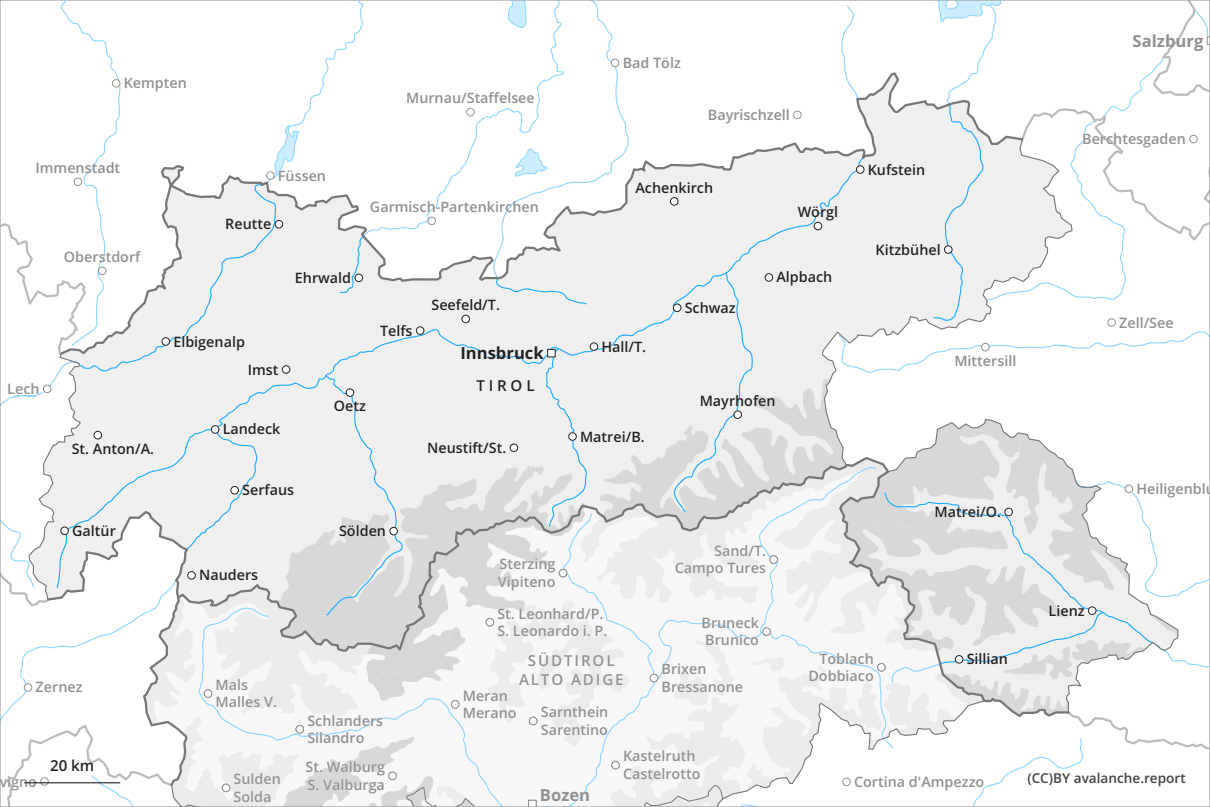 Salzburg
Bad Tölz
Kempten
Murnau/Staffelsee
Bayrischzell
Berchtesgaden
Immenstadt
Füssen
Kufstein
Achenkirch
Garmisch-Partenkirchen
Wörgl
Reutte
Kitzbühel
Oberstdorf
Ehrwald
Alpbach
Seefeld/T.
Schwaz
Zell/See
Telfs
Elbigenalp
Innsbruck
Hall/T.
Mittersill
Imst
TIROL
Lech
Mayrhofen
Oetz
Landeck
Matrei/B.
St. Anton/A.
Neustift/St.
Serfaus
Heiligenblu
Matrei/O.
Galtür
Sölden
Sand/T.
Campo Tures
Sterzing
Vipiteno
Nauders
Lienz
St. Leonhard/P.
S. Leonardo i. P.
Bruneck
Brunico
SÜDTIROL
ALTO ADIGE
Toblach
Dobbiaco
Sillian
Brixen
Bressanone
Zernez
Mals
Malles V.
Meran
Merano
Sarnthein
Sarentino
Schlanders
Silandro
Kastelruth
Castelrotto
St. Walburg
S. Valburga
20 km
vigno
Sulden
Solda
Cortina d'Ampezzo
(CC)BY avalanche.report
Bozen